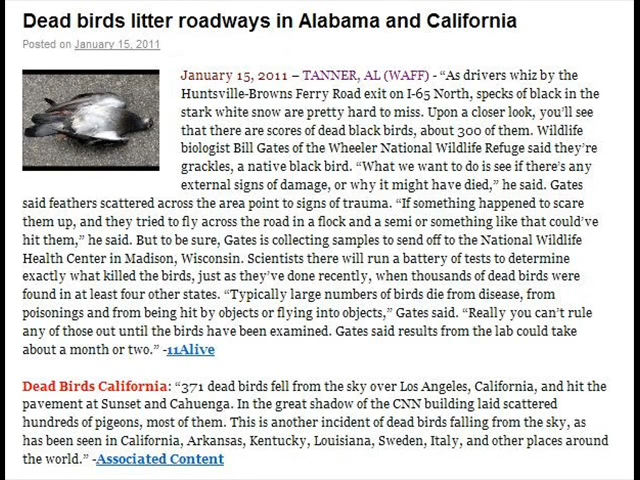 Dead birds litter roadways in Alabama and California
Posted on January 15, 2011
January 15, 2011 – TANNER, AL (WAFF) - “As drivers whiz by the
Huntsville-Browns Ferry Road exit on I-65 North, specks of black in the
stark white snow are pretty hard to miss. Upon a closer look, you’ll see
that there are scores of dead black birds, about 300 of them. Wildlife
biologist Bill Gates of the Wheeler National Wildlife Refuge said they’re
grackles, a native black bird. “What we want to do is see if there’s any
external signs of damage, or why it might have died,” he said. Gates
said feathers scattered across the area point to signs of trauma. “If something happened to scare
them up, and they tried to fly across the road in a flock and a semi or something like that could’ve
hit them,” he said. But to be sure, Gates is collecting samples to send off to the National Wildlife
Health Center in Madison, Wisconsin. Scientists there will run a battery of tests to determine
exactly what killed the birds, just as they’ve done recently, when thousands of dead birds were
found in at least four other states. “Typically large numbers of birds die from disease, from
poisonings and from being hit by objects or flying into objects,” Gates said. “Really you can’t rule
any of those out until the birds have been examined. Gates said results from the lab could take
about a month or two.” -11Alive
Dead Birds California: “371 dead birds fell from the sky over Los Angeles, California, and hit the
pavement at Sunset and Cahuenga. In the great shadow of the CNN building laid scattered
hundreds of pigeons, most of them. This is another incident of dead birds falling from the sky, as
has been seen in California, Arkansas, Kentucky, Louisiana, Sweden, Italy, and other places around
the world.” -Associated Content